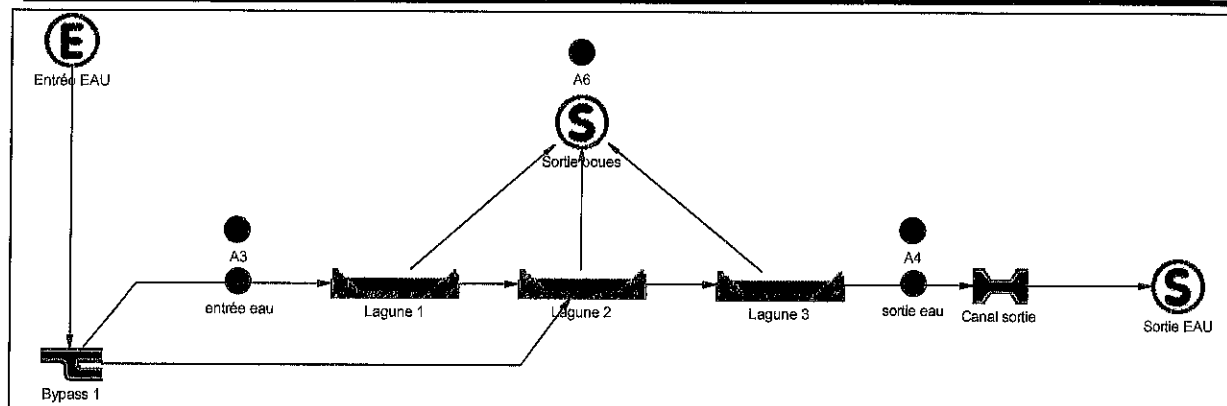 E
Entrée EAU
A6
S
Sortie boues
A3
entrée eau
Lagune 1
Lagune 2
Lagune 3
A4
sortie eau
Canal sortie
S
Sortie EAU
Bypass 1